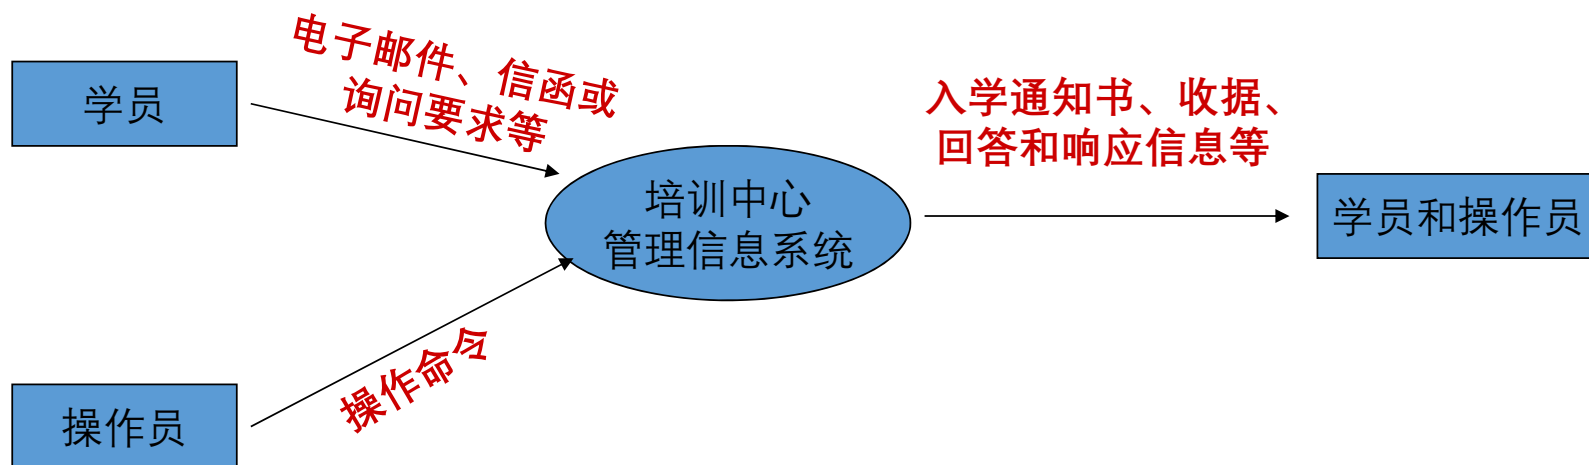 学员
电子邮件、信函或
询问要求等
入学通知书、收据、
回答和响应信息等
培训中心
管理信息系统
学员和操作员
操作命令
操作员